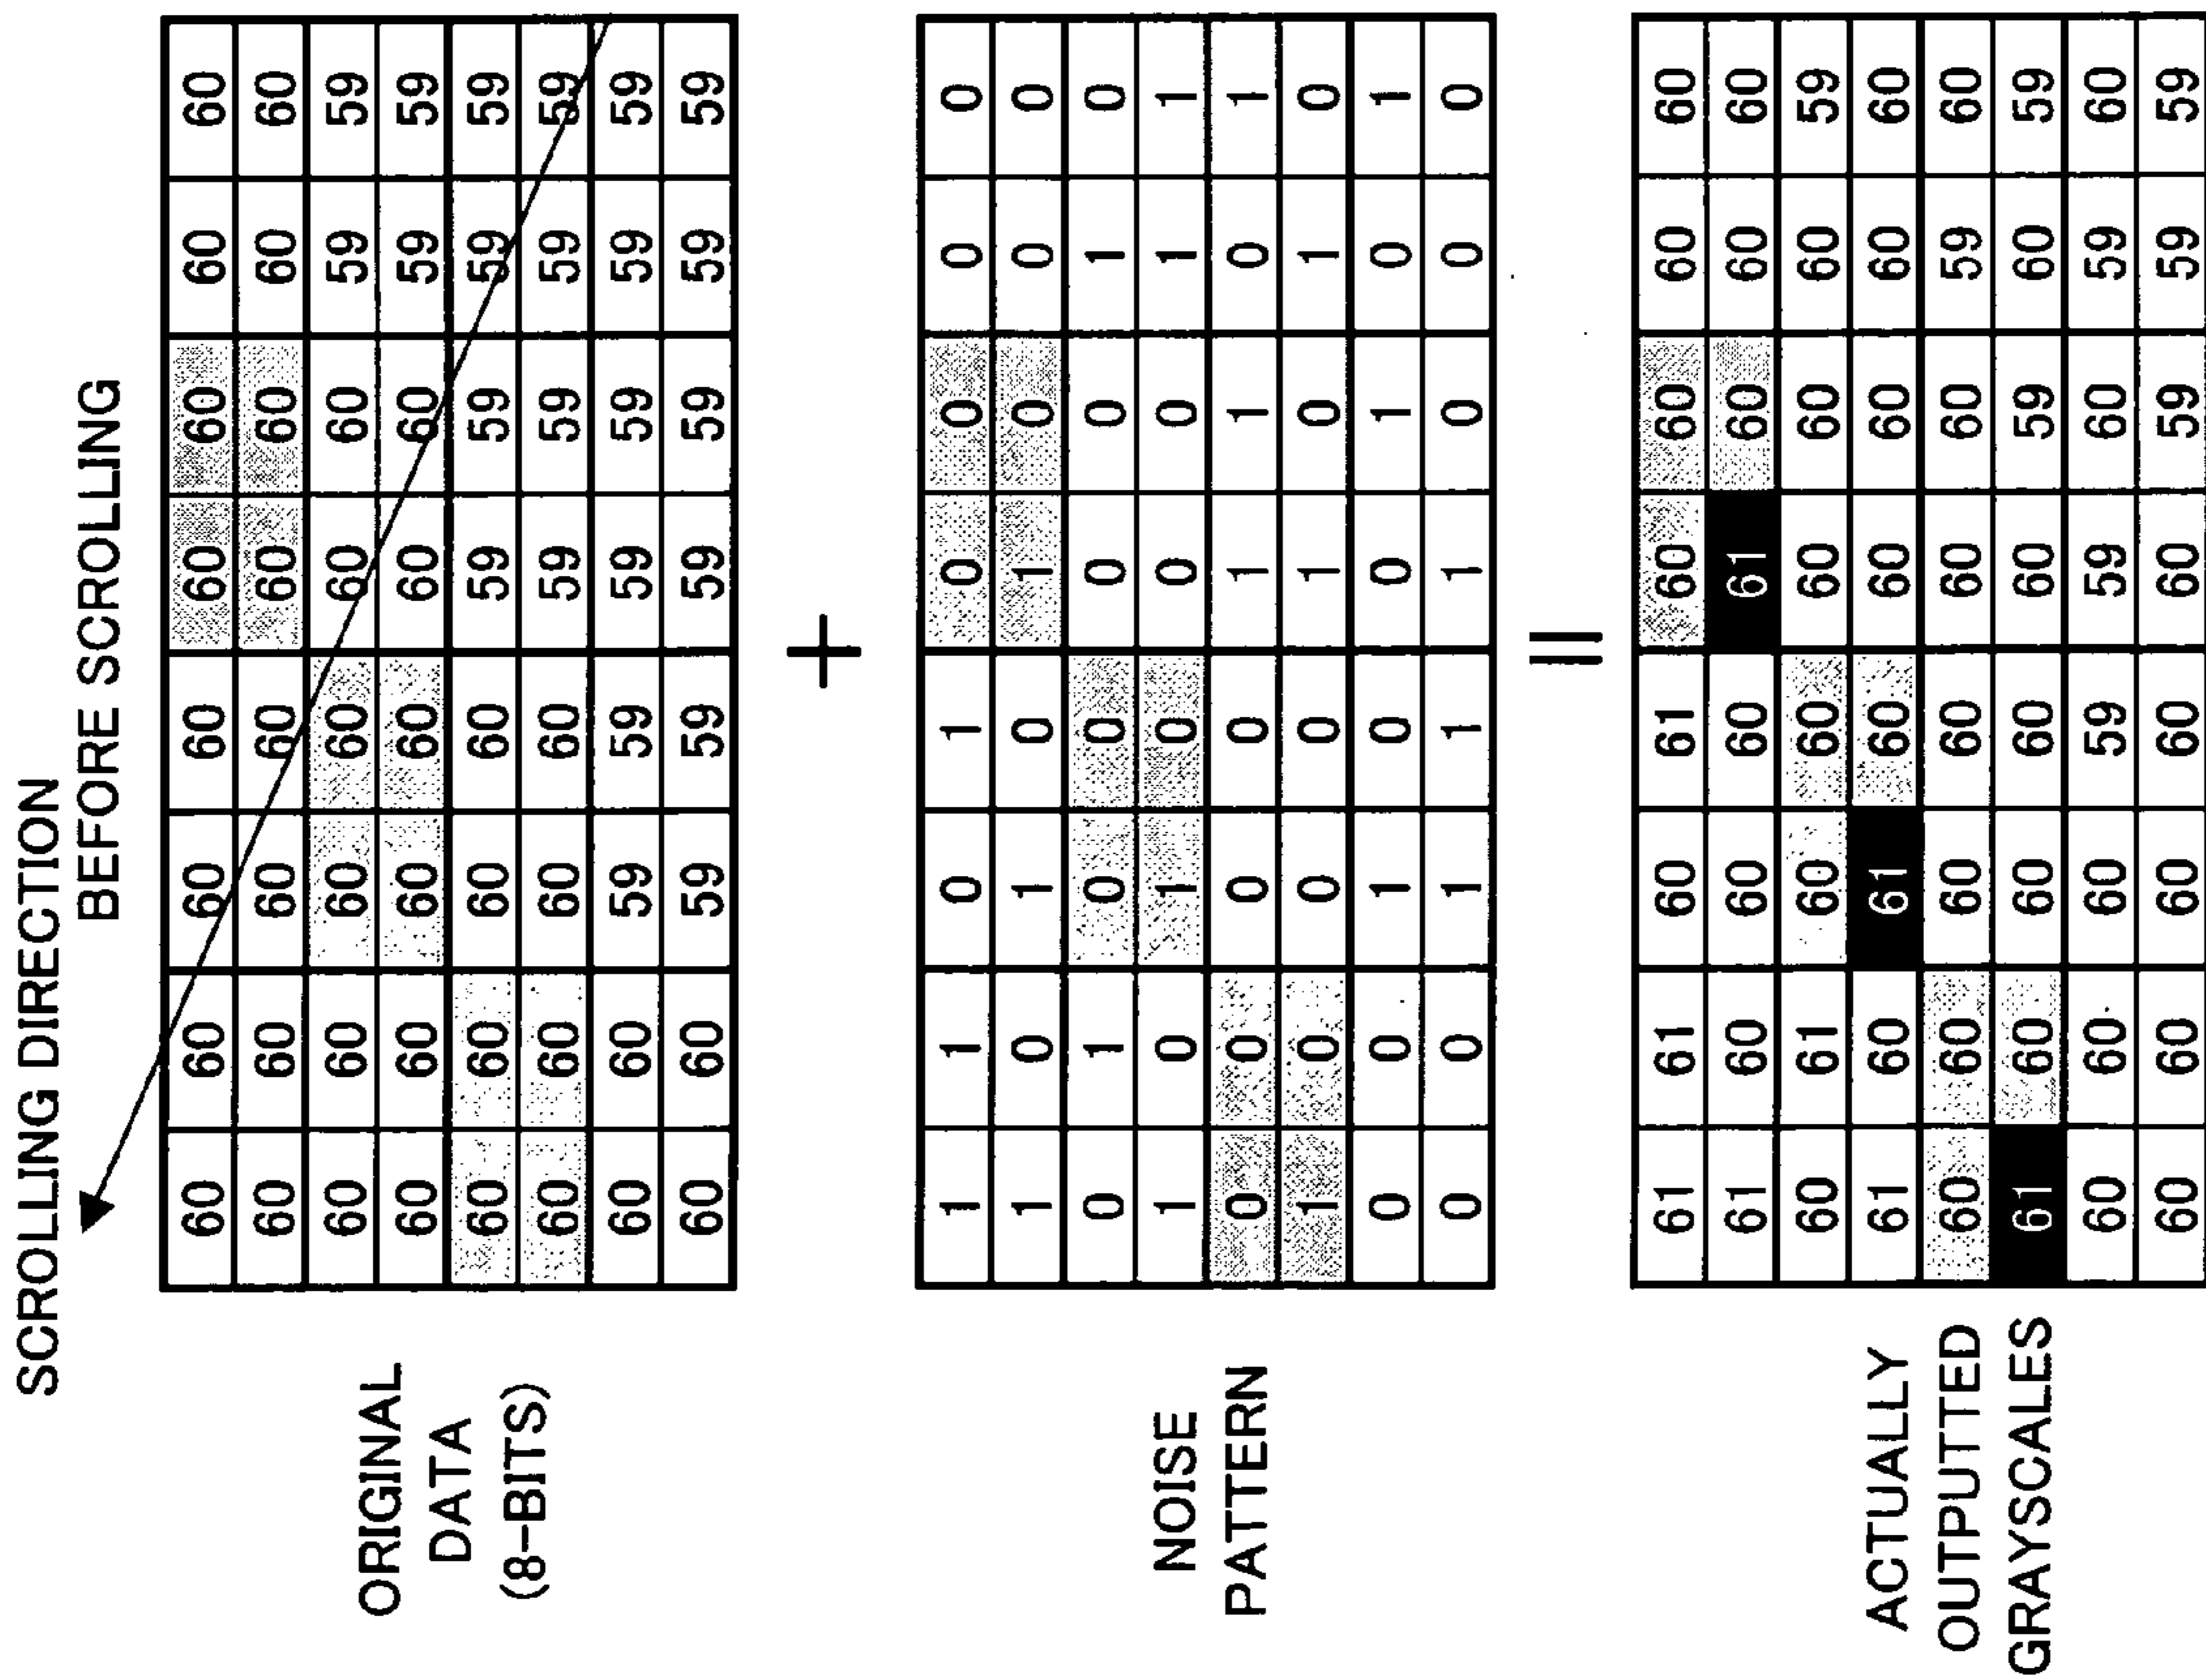 SCROLLING DIRECTION
BEFORE SCROLLING
ORIGINAL
DATA
(8-BITS)
60 60 60 60 60 60 60 60
60 60 60 60 60 60 60 60
60 60 60 60 60 60 59 59
60 60 60 60 60 60 59 59
60 60 60 60 59 59 59 59
60 60 60 60 59 59 59 59
60 60 59 59 59 59 59 59
60 60 59 59 59 59 59 59
+
NOISE
PATTERN
1 1 0 1 0 0 0 0
1 0 1 0 1 0 0 0
0 1 0 0 0 0 1 0
1 0 1 0 0 0 1 1
0 0 0 0 1 1 0 1
1 0 0 0 1 0 1 0
0 0 1 0 0 1 0 1
0 0 1 1 1 0 0 0
=
ACTUALLY
OUTPUTTED
GRAYSCALES
61 61 60 61 60 60 60 60
61 60 60 60 61 60 60 60
60 61 60 60 60 60 60 59
61 60 61 60 60 60 60 60
60 60 60 60 60 60 59 60
61 60 60 60 60 59 60 59
60 60 60 59 59 60 59 60
60 60 60 60 60 59 59 59